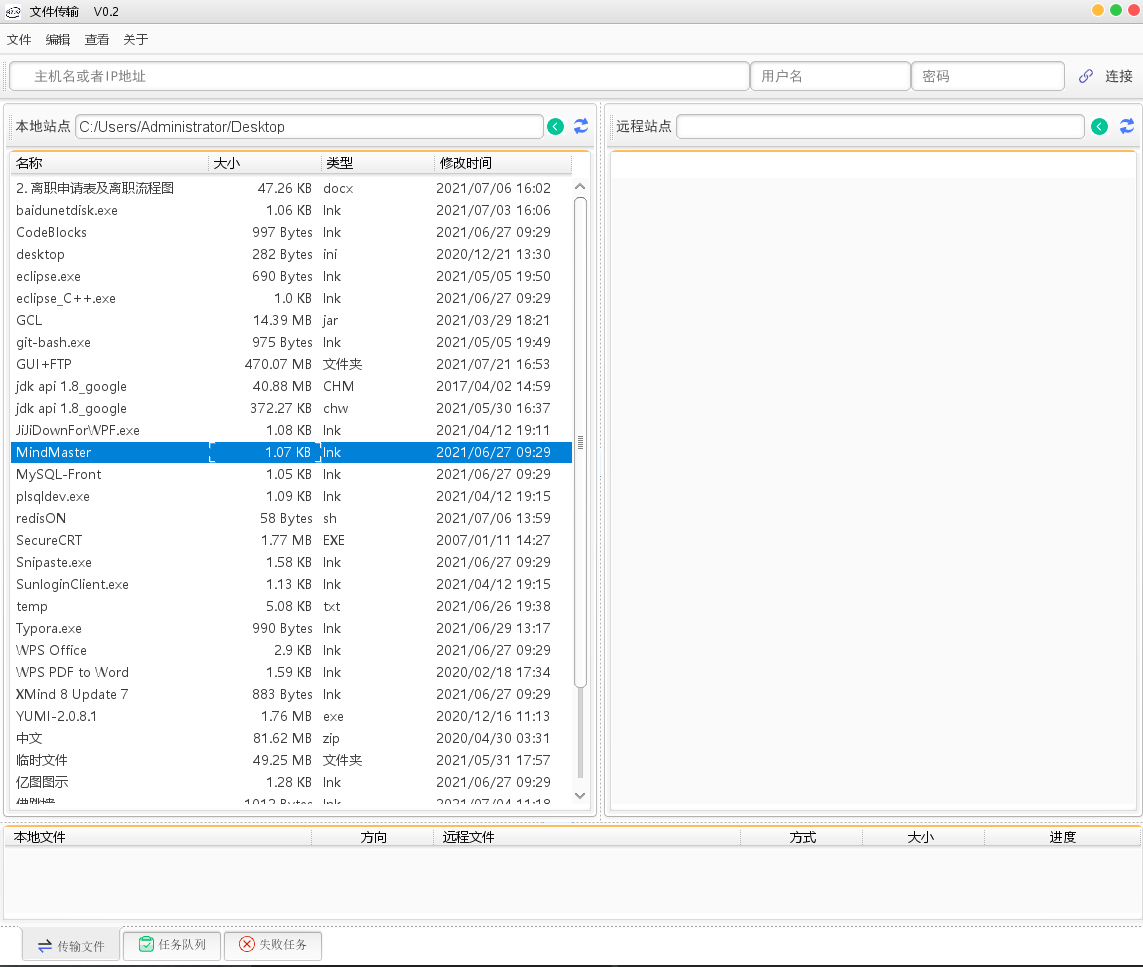 文件传输 V0.2
文件 编辑 查看 关于
主机名或者IP地址 用户名 密码 连接
本地站点 C:/Users/Administrator/Desktop 远程站点
名称 大小 类型 修改时间
2. 离职申请表及离职流程图 47.26 KB docx 2021/07/06 16:02
baidunetdisk.exe 1.06 KB lnk 2021/07/03 16:06
CodeBlocks 997 Bytes lnk 2021/06/27 09:29
desktop 282 Bytes ini 2020/12/21 13:30
eclipse.exe 690 Bytes lnk 2021/05/05 19:50
eclipse_C++.exe 1.0 KB lnk 2021/06/27 09:29
GCL 14.39 MB jar 2021/03/29 18:21
git-bash.exe 975 Bytes lnk 2021/05/05 19:49
GUI+FTP 470.07 MB 文件夹 2021/07/21 16:53
jdk api 1.8_google 40.88 MB CHM 2017/04/02 14:59
jdk api 1.8_google 372.27 KB chw 2021/05/30 16:37
JiJiDownForWPF.exe 1.08 KB lnk 2021/04/12 19:11
MindMaster 1.07 KB lnk 2021/06/27 09:29
MySQL-Front 1.05 KB lnk 2021/06/27 09:29
plsqldev.exe 1.09 KB lnk 2021/04/12 19:15
redisON 58 Bytes sh 2021/07/06 13:59
SecureCRT 1.77 MB EXE 2007/01/11 14:27
Snipaste.exe 1.58 KB lnk 2021/06/27 09:29
SunloginClient.exe 1.13 KB lnk 2021/04/12 19:15
temp 5.08 KB txt 2021/06/26 19:38
Typora.exe 990 Bytes lnk 2021/06/29 13:17
WPS Office 2.9 KB lnk 2021/06/27 09:29
WPS PDF to Word 1.59 KB lnk 2020/02/18 17:34
XMind 8 Update 7 883 Bytes lnk 2021/06/27 09:29
YUMI-2.0.8.1 1.76 MB exe 2020/12/16 11:13
中文 81.62 MB zip 2020/04/30 03:31
临时文件 49.25 MB 文件夹 2021/05/31 17:57
亿图图示 1.28 KB lnk 2021/06/27 09:29
佛跳墙 1012 Bytes lnk 2021/07/04 11:18
本地文件 方向 远程文件 方式 大小 进度
传输文件 任务队列 失败任务